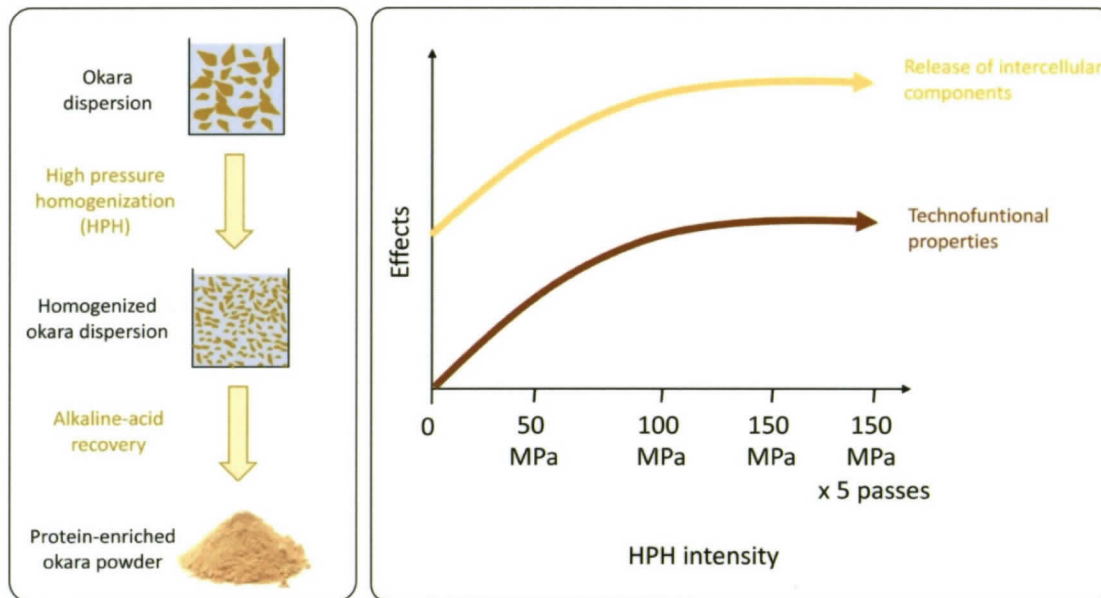 Okara
dispersion
High pressure
homogenization
(HPH)
Homogenized
okara dispersion
Alkaline-acid
recovery
Protein-enriched
okara powder
Effects
Release of intercellular
components
Technofuntional
properties
0
50
MPa
100
MPa
150
MPa
150
MPa
x 5 passes
HPH intensity